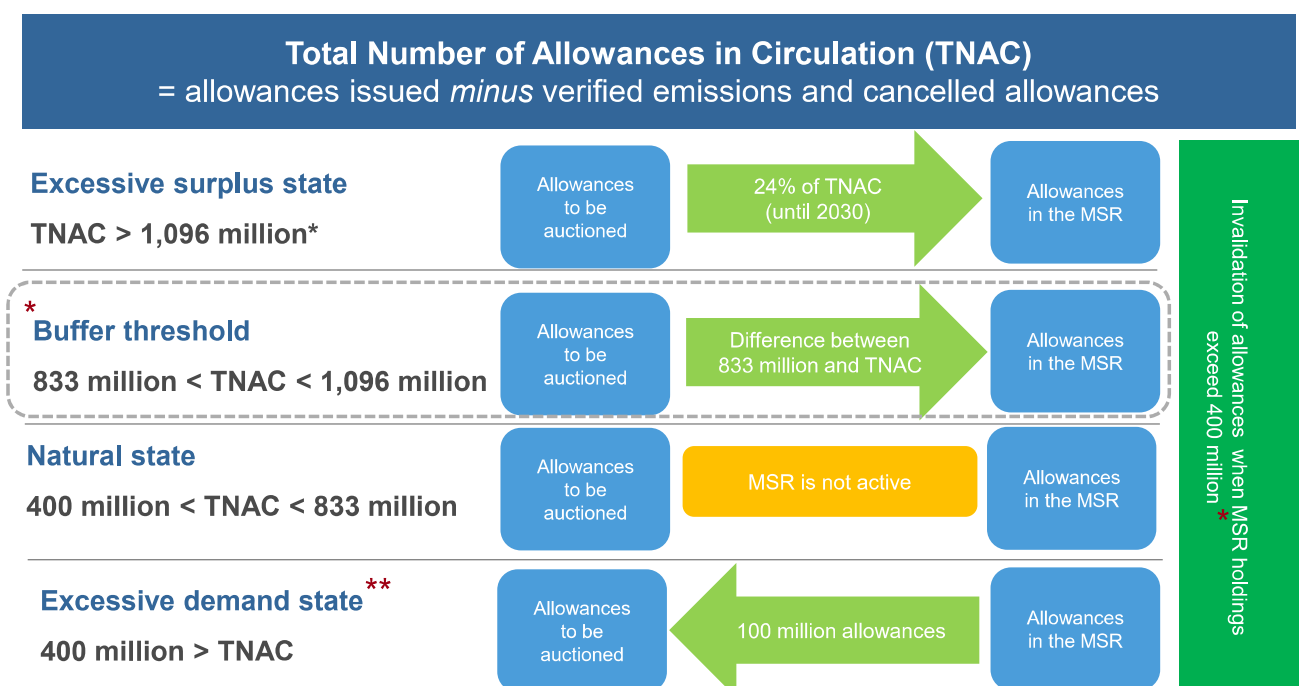 Total Number of Allowances in Circulation (TNAC)
= allowances issued minus verified emissions and cancelled allowances
Excessive surplus state
TNAC > 1,096 million*
Allowances
to be
auctioned
24% of TNAC
(until 2030)
Allowances
in the MSR
*
Buffer threshold
833 million < TNAC < 1,096 million
Allowances
to be
auctioned
Difference between
833 million and TNAC
Allowances
in the MSR
Natural state
400 million < TNAC < 833 million
Allowances
to be
auctioned
MSR is not active
Allowances
in the MSR
Excessive demand state**
400 million > TNAC
Allowances
to be
auctioned
100 million allowances
Allowances
in the MSR
Invalidation of allowances when MSR holdings
exceed 400 million*